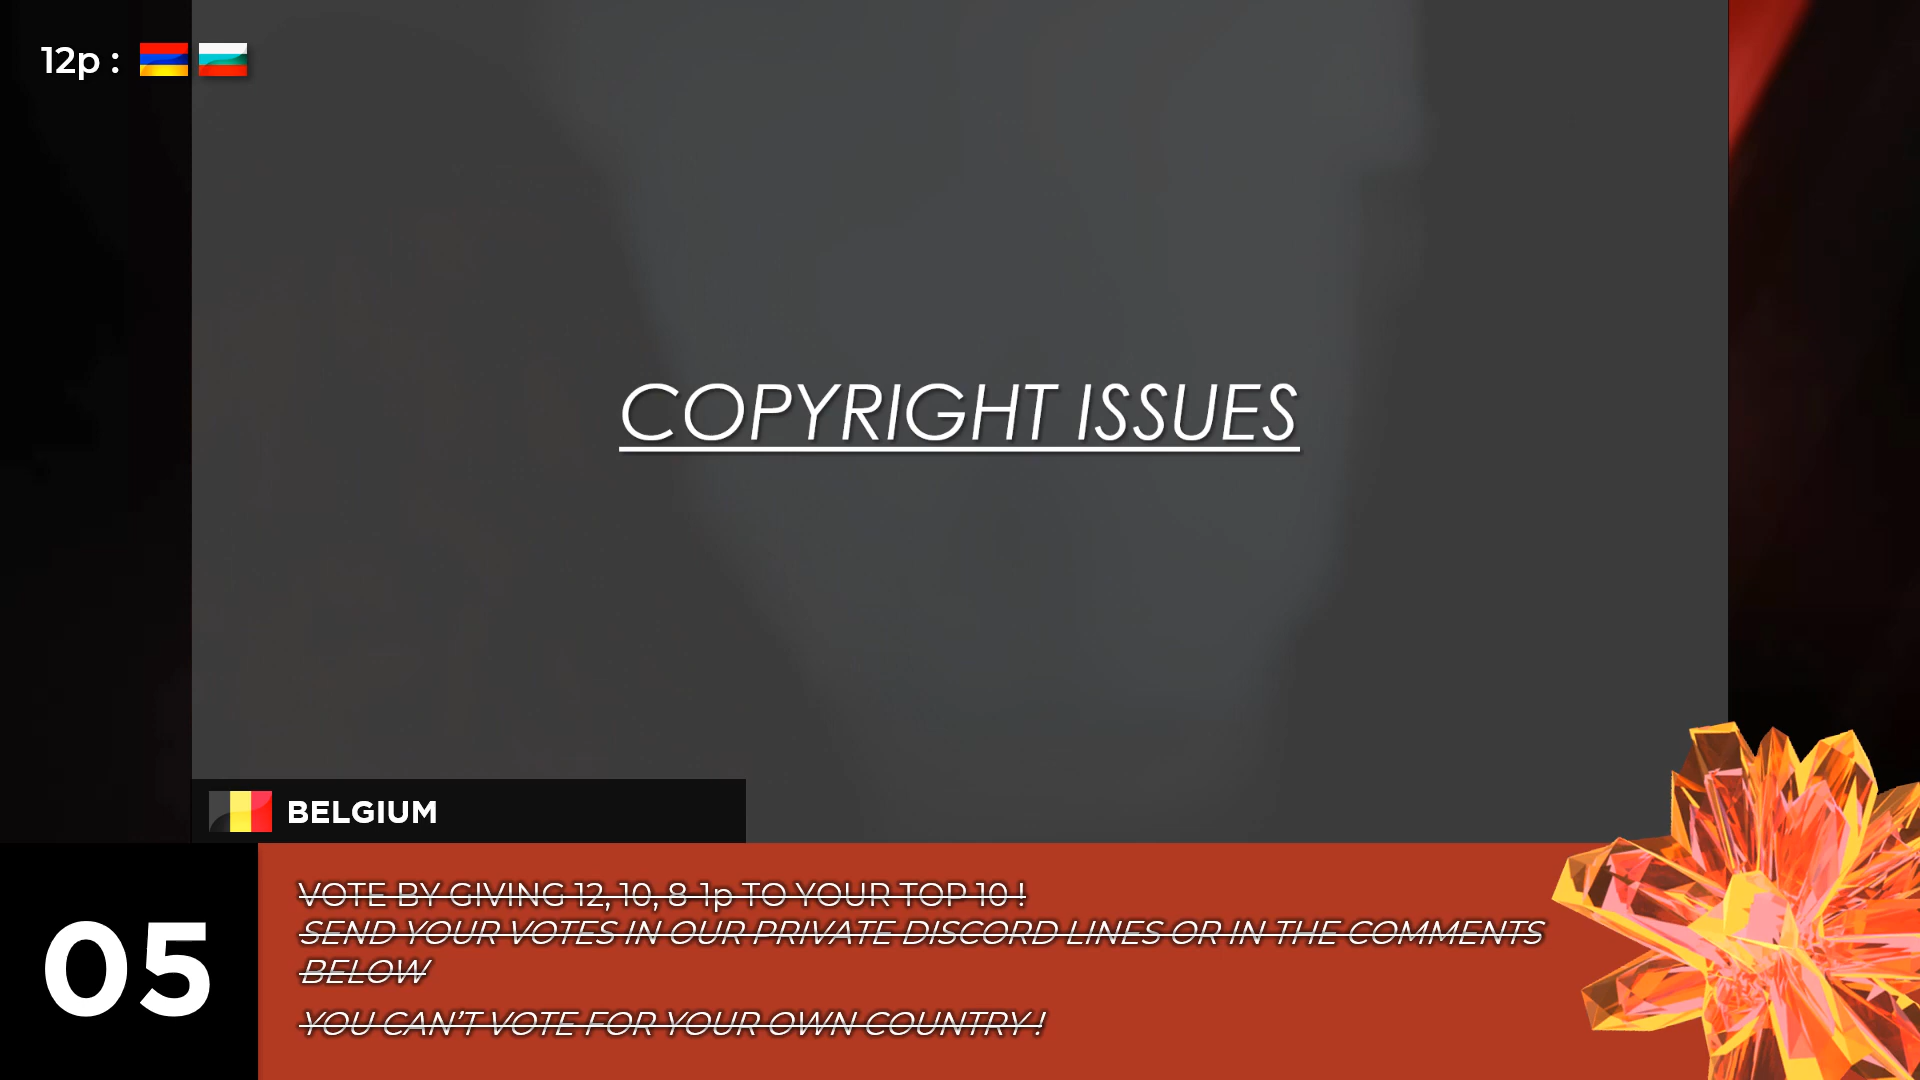 12p :
COPYRIGHT ISSUES
BELGIUM
05
VOTE BY GIVING 12, 10, 8-1p TO YOUR TOP 10 !
SEND YOUR VOTES IN OUR PRIVATE DISCORD LINES OR IN THE COMMENTS
BELOW
YOU CAN'T VOTE FOR YOUR OWN COUNTRY !